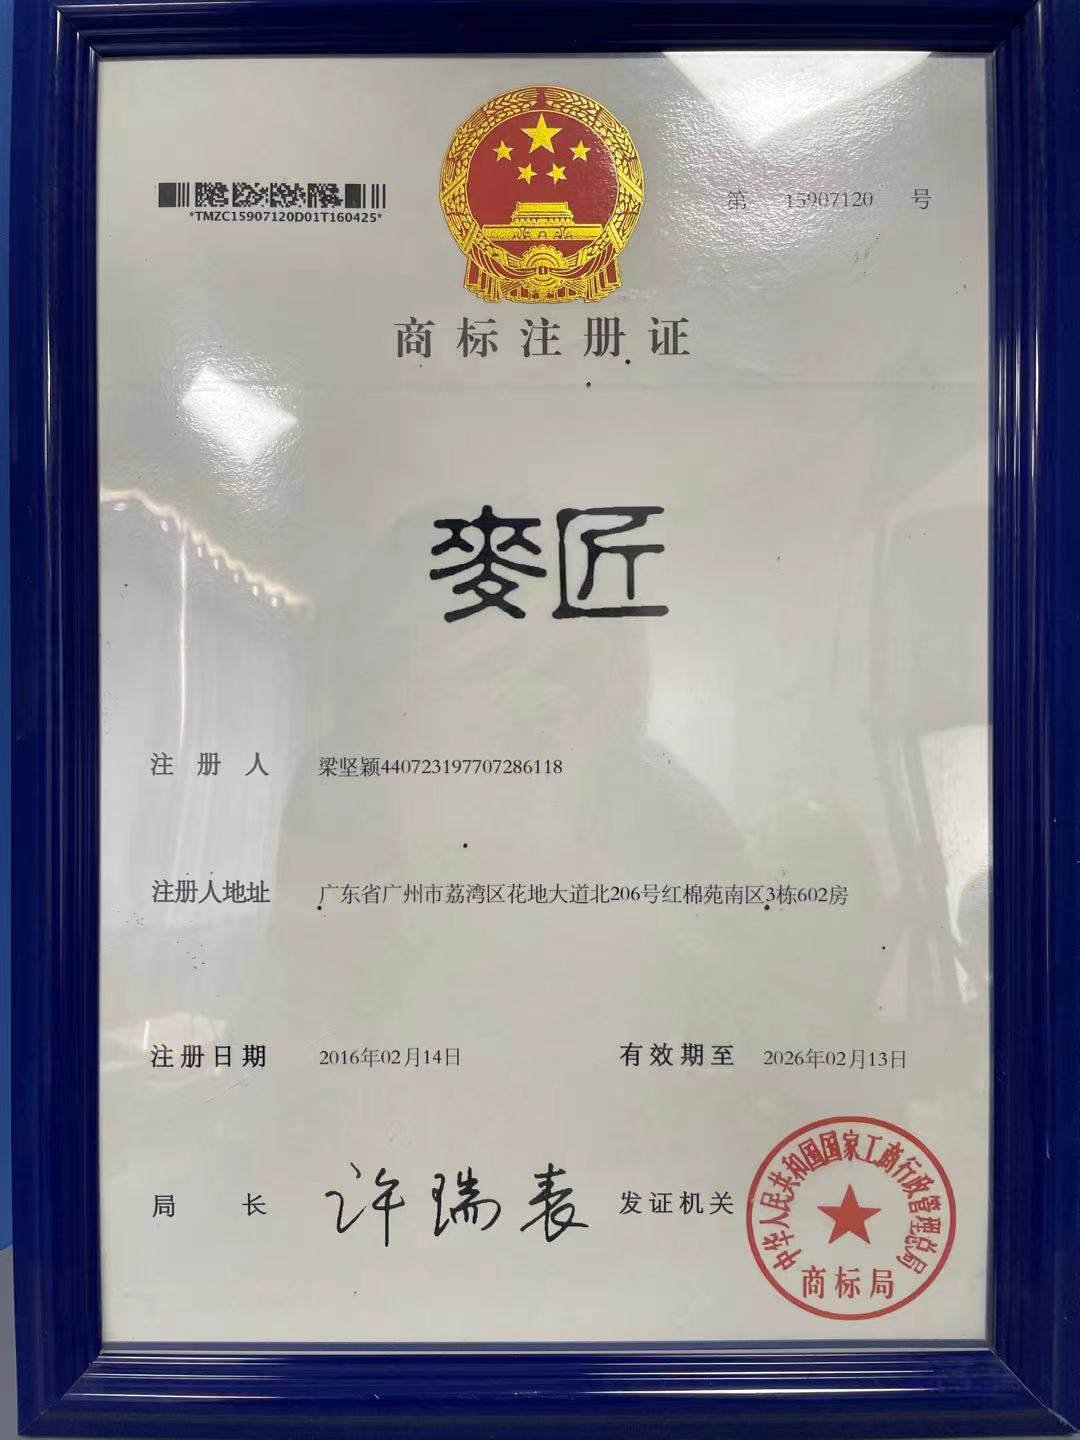 *TMZC15907120D01T160425*
第 15907120 号
商标注册证
麥匠
注册人 梁坚颖440723197707286118
注册人地址 广东省广州市荔湾区花地大道北206号红棉苑南区3栋602房
注册日期 2016年02月14日 有效期至 2026年02月13日
局长 许瑞表 发证机关
中华人民共和国国家工商行政管理总局
商标局